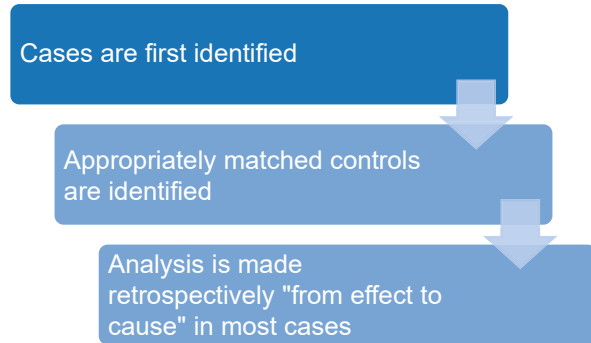 Cases are first identified
Appropriately matched controls
are identified
Analysis is made
retrospectively "from effect to
cause" in most cases